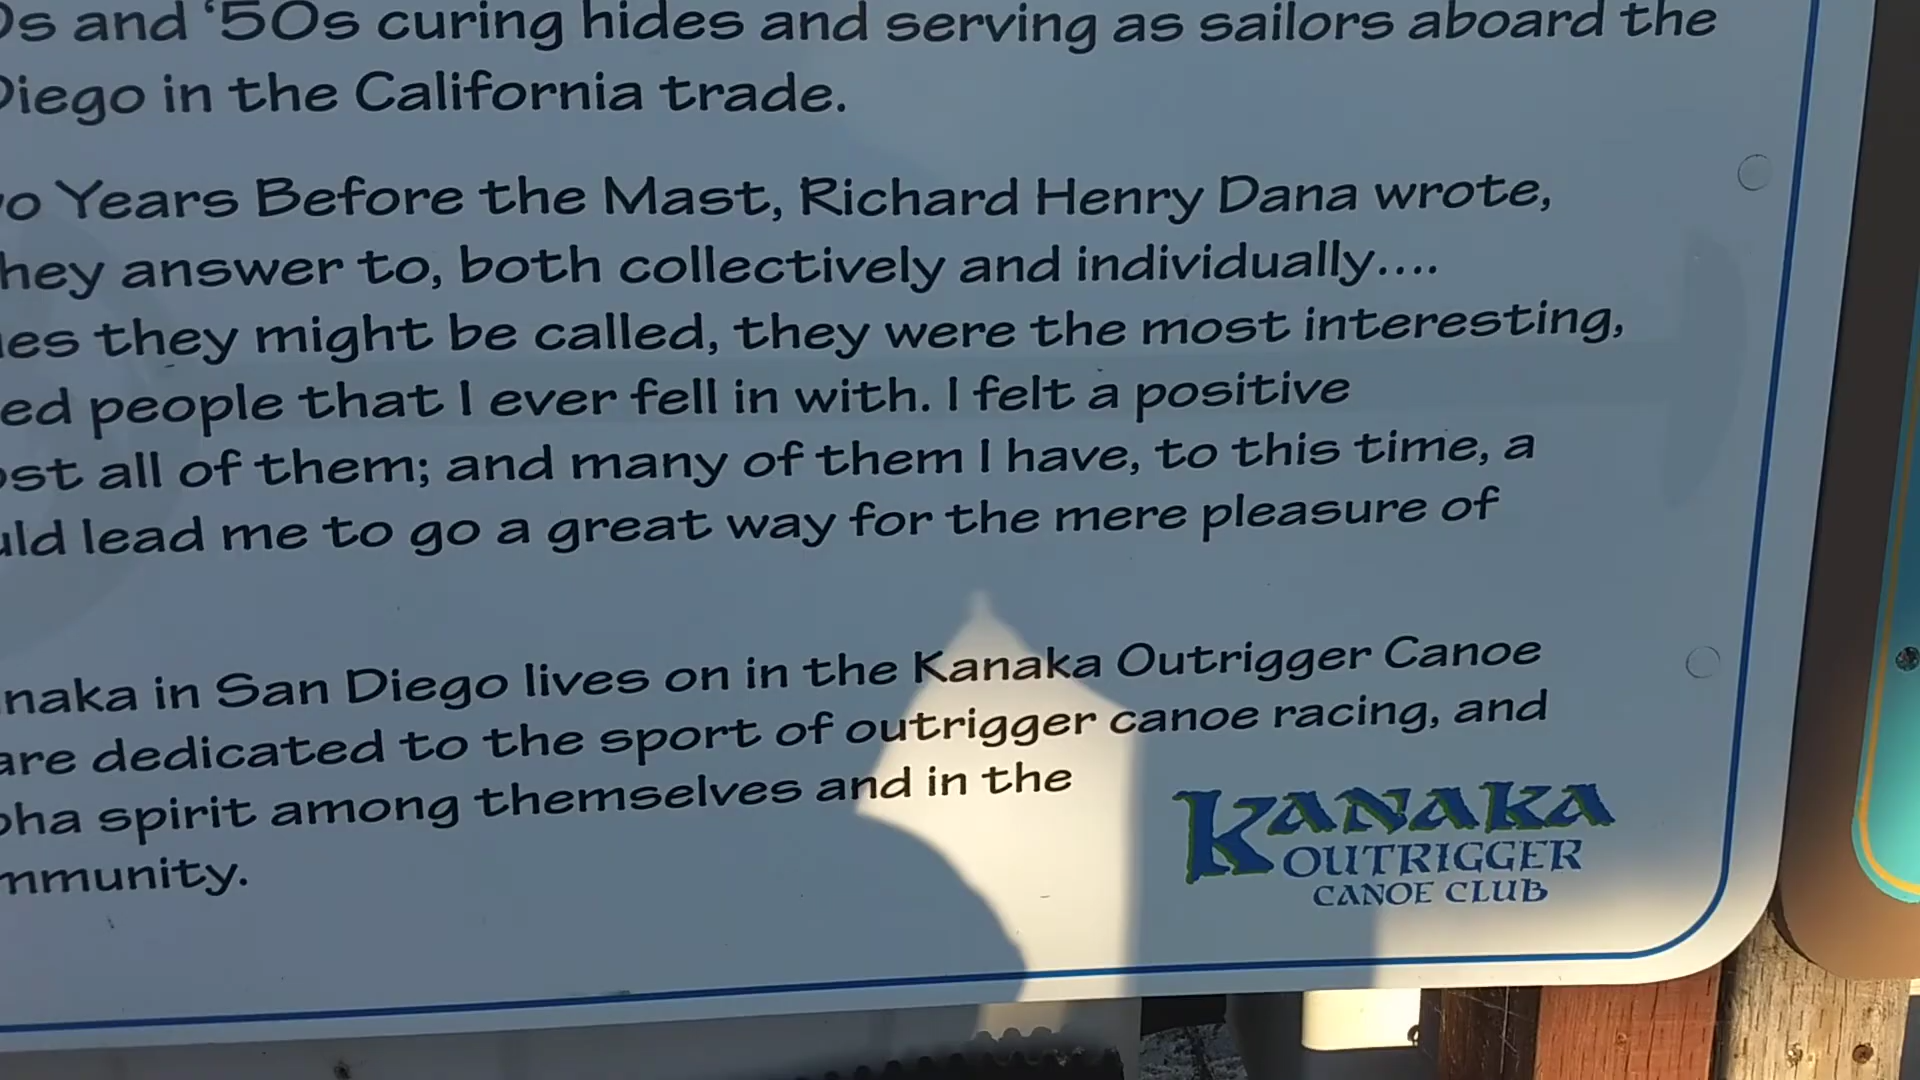 0s and ‘50s curing hides and serving as sailors aboard the
Diego in the California trade.
o Years Before the Mast, Richard Henry Dana wrote,
hey answer to, both collectively and individually....
es they might be called, they were the most interesting,
ed people that I ever fell in with. I felt a positive
ost all of them; and many of them I have, to this time, a
uld lead me to go a great way for the mere pleasure of
naka in San Diego lives on in the Kanaka Outrigger Canoe
are dedicated to the sport of outrigger canoe racing, and
oha spirit among themselves and in the
mmunity.
KANAKA
OUTRIGGER
CANOE CLUB